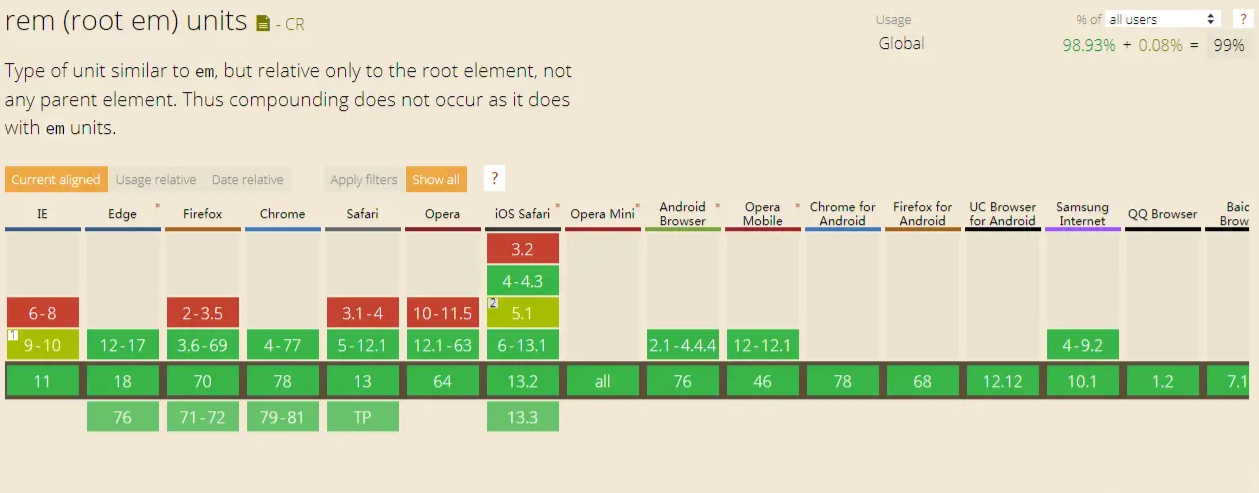 rem (root em) units - CR
Usage % of all users ?
Global 98.93% + 0.08% = 99%
Type of unit similar to em, but relative only to the root element, not
any parent element. Thus compounding does not occur as it does
with em units.
Current aligned Usage relative Date relative Apply filters Show all ?
IE Edge * Firefox Chrome Safari Opera iOS Safari * Opera Mini * Android Browser * Opera Mobile * Chrome for Android Firefox for Android UC Browser for Android Samsung Internet QQ Browser Baid Brow
3.2
4-4.3
6-8 2-3.5 3.1-4 10-11.5 2 5.1
1 9-10 12-17 3.6-69 4-77 5-12.1 12.1-63 6-13.1 2.1-4.4.4 12-12.1 4-9.2
11 18 70 78 13 64 13.2 all 76 46 78 68 12.12 10.1 1.2 7.1
76 71-72 79-81 TP 13.3